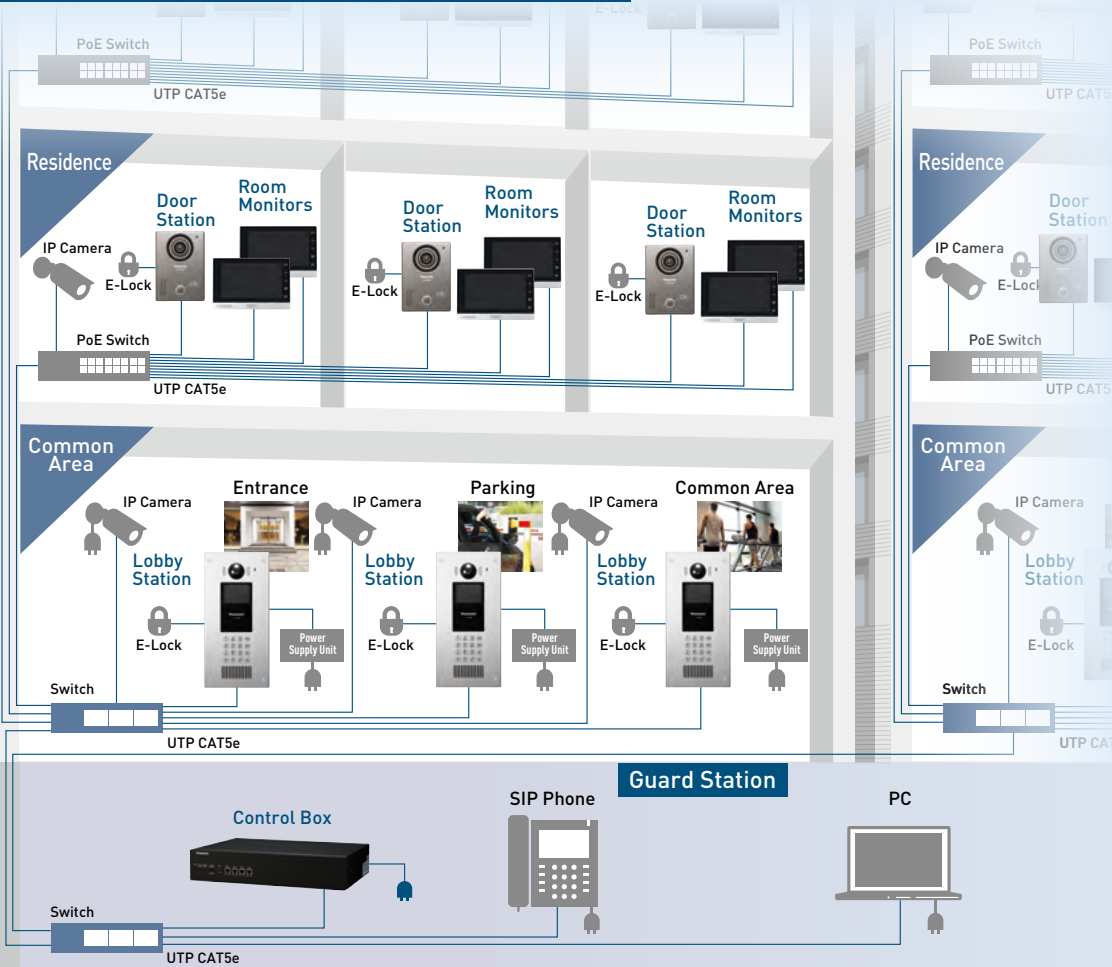 E-Lock
PoE Switch
UTP CAT5e
PoE Switch
UTP CAT5
Residence
Door
Station
Room
Monitors
IP Camera
E-Lock
Door
Station
Room
Monitors
E-Lock
Door
Station
Room
Monitors
E-Lock
PoE Switch
UTP CAT5e
Residence
Door
Station
IP Camera
E-Lock
PoE Switch
UTP CAT5
Common
Area
IP Camera
Entrance
Lobby
Station
E-Lock
Power
Supply Unit
IP Camera
Parking
Lobby
Station
E-Lock
Power
Supply Unit
IP Camera
Common Area
Lobby
Station
E-Lock
Power
Supply Unit
Switch
UTP CAT5e
Common
Area
IP Camera
Lobby
Station
E-Lock
Switch
UTP CAT
Guard Station
Control Box
SIP Phone
PC
Switch
UTP CAT5e